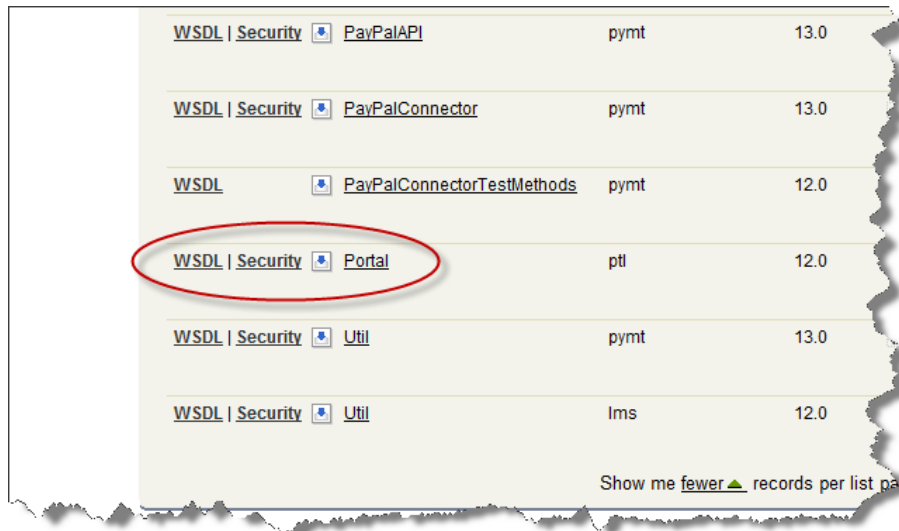 WSDL | Security PayPalAPI pymt 13.0
WSDL | Security PayPalConnector pymt 13.0
WSDL PayPalConnectorTestMethods pymt 12.0
WSDL | Security Portal ptl 12.0
WSDL | Security Util pymt 13.0
WSDL | Security Util lms 12.0
Show me fewer records per list pa